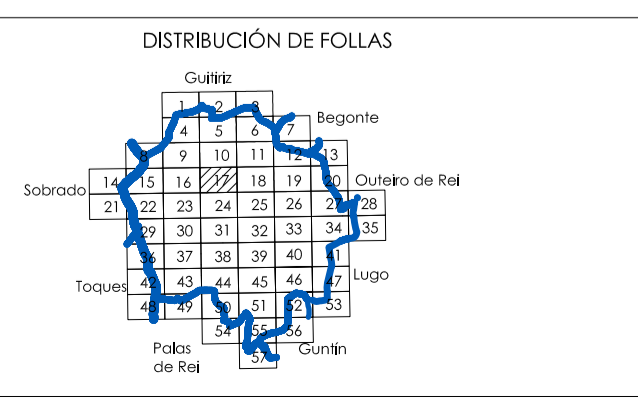 DISTRIBUCIÓN DE FOLLAS
Guitiriz
1 2 3
4 5 6 7 Begonte
8 9 10 11 12 13
14 15 16 17 18 19 20 Outeiro de Rei
Sobrado
21 22 23 24 25 26 27 28
29 30 31 32 33 34 35
36 37 38 39 40 41
Toques 42 43 44 45 46 47 Lugo
48 49 50 51 52 53
54 55 56
Palas
de Rei
Guntín
57